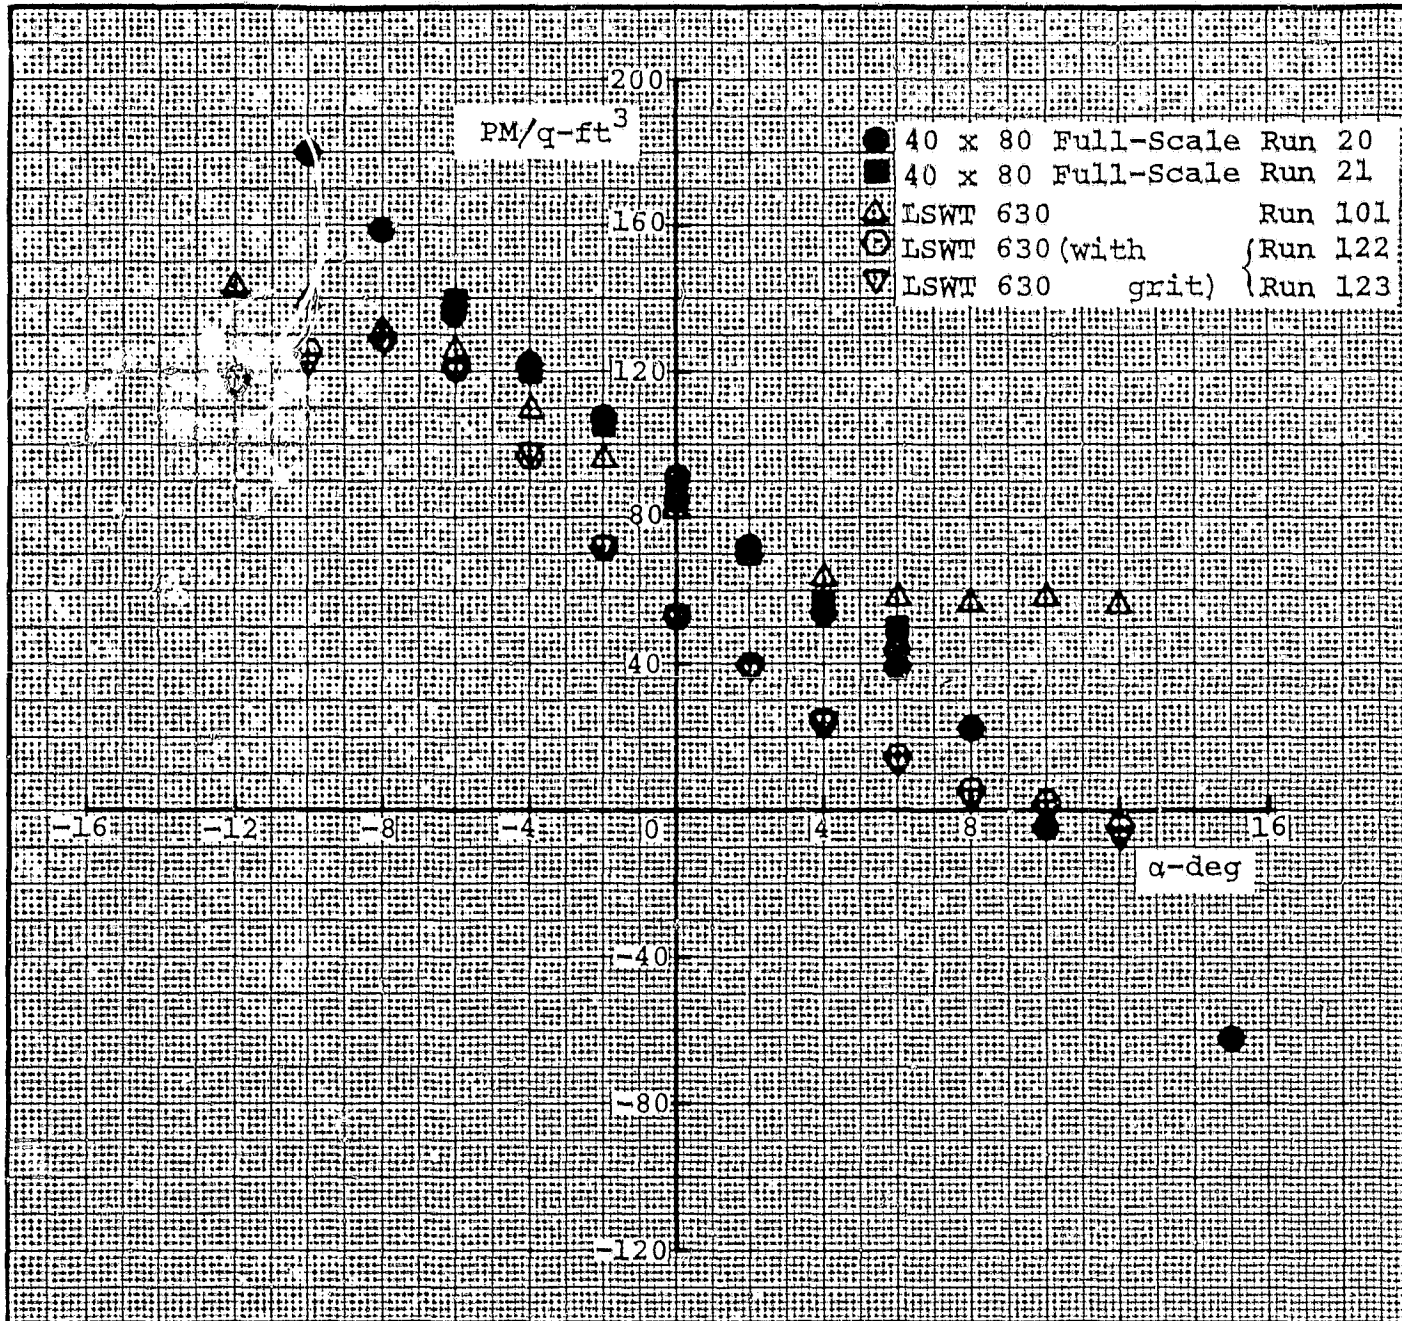 200
PM/q-ft³
40 x 80 Full-Scale Run 20
40 x 80 Full-Scale Run 21
160
LSWT 630 Run 101
LSWT 630 (with { Run 122
LSWT 630 grit) Run 123
120
80
40
-16 -12 -8 -4 0 4 8 16
α-deg
-40
-80
-120